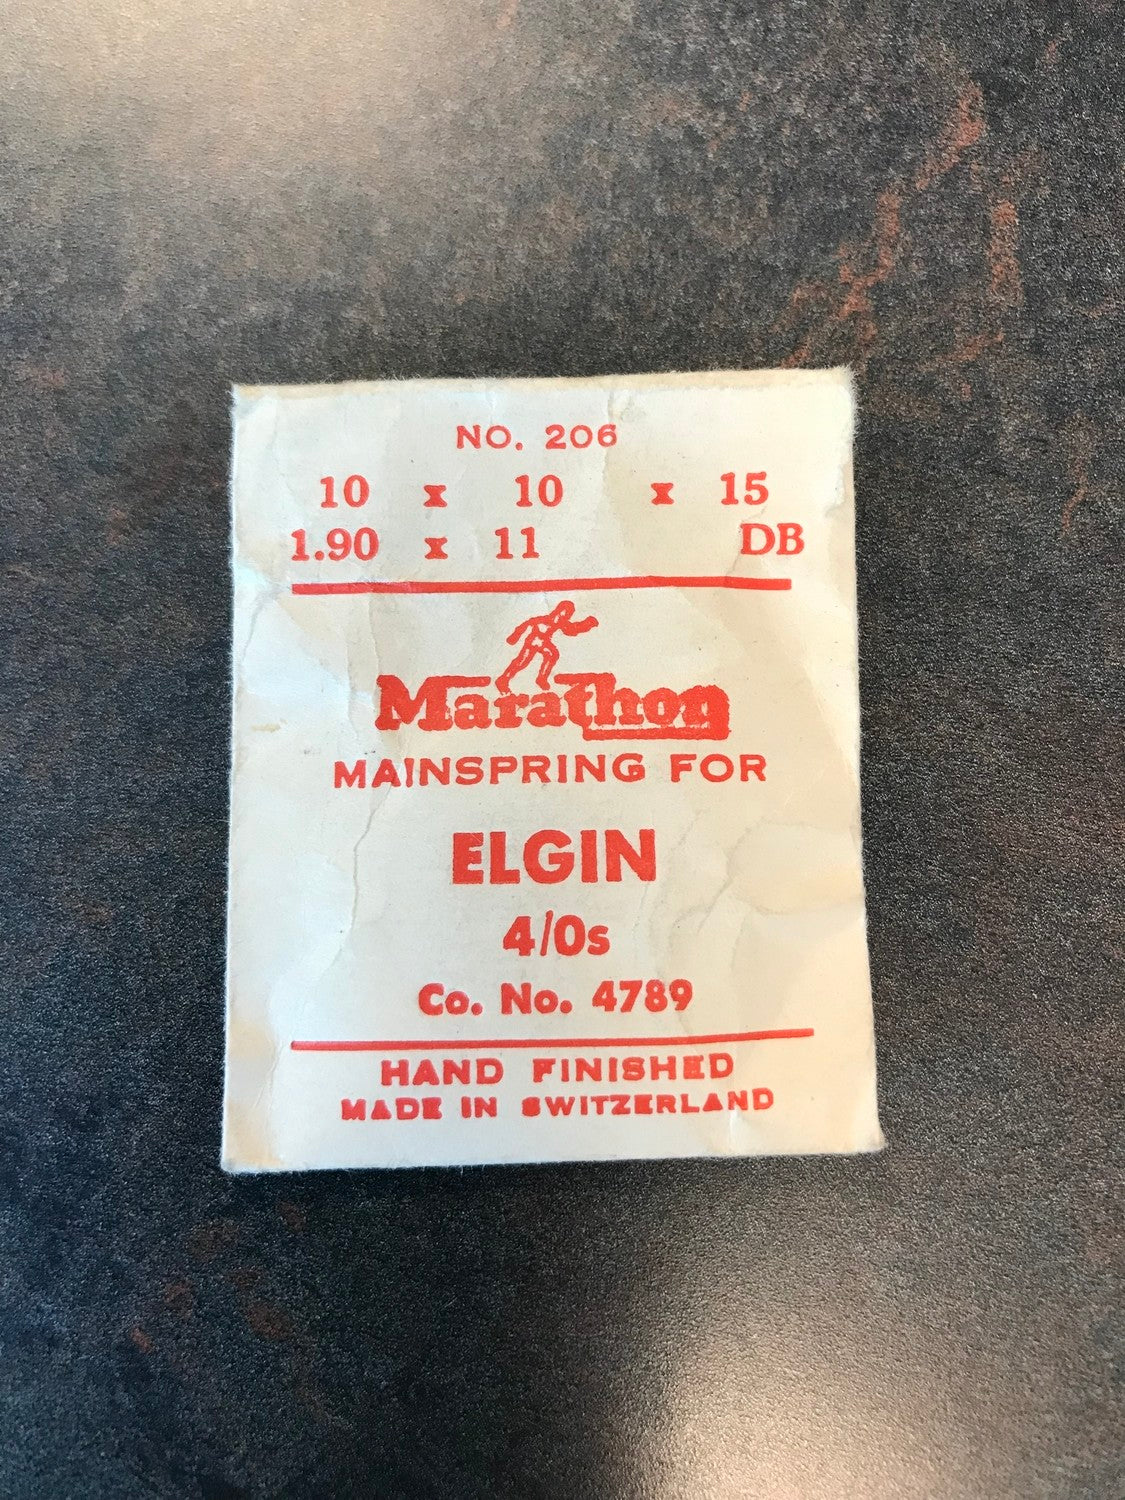 NO. 206
10 x 10 x 15
1.90 x 11 DB
Marathon
MAINSPRING FOR
ELGIN
4/0s
Co. No. 4789
HAND FINISHED
MADE IN SWITZERLAND